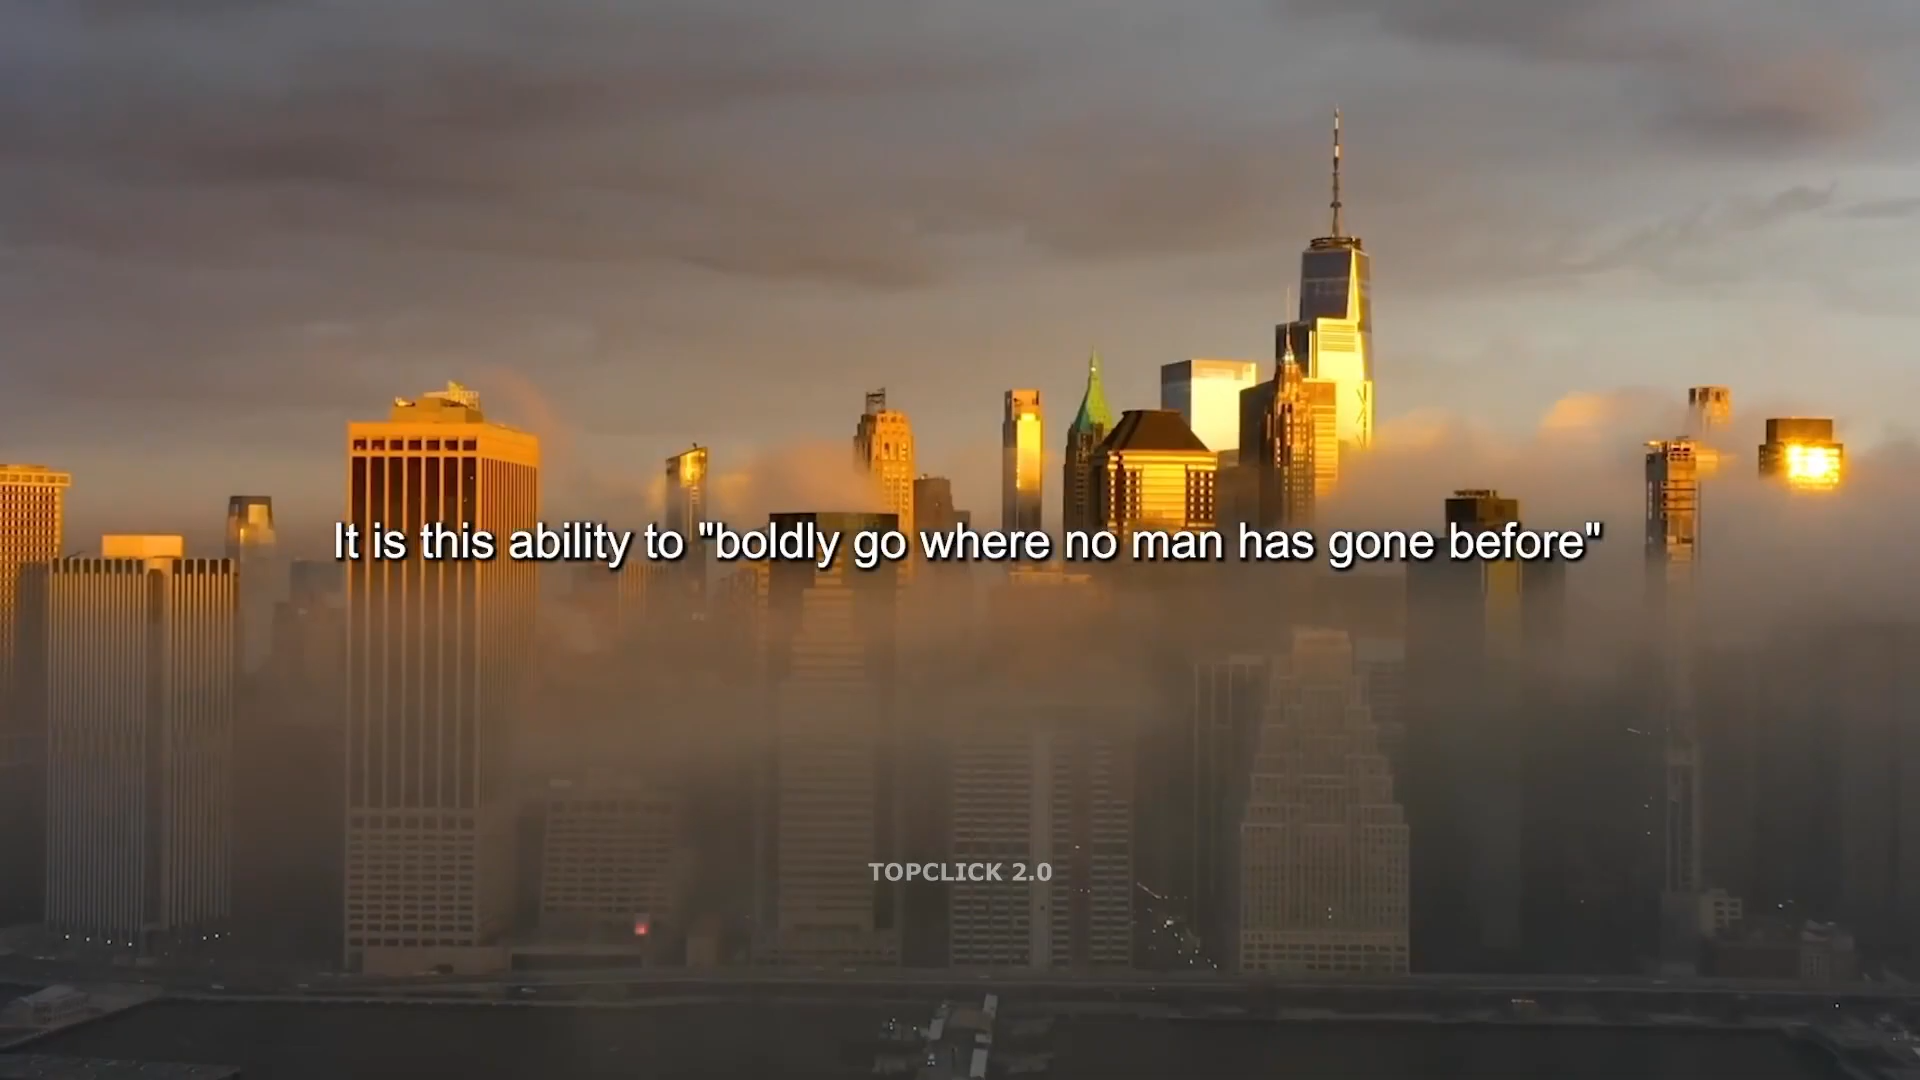 It is this ability to "boldly go where no man has gone before"
TOPCLICK 2.0